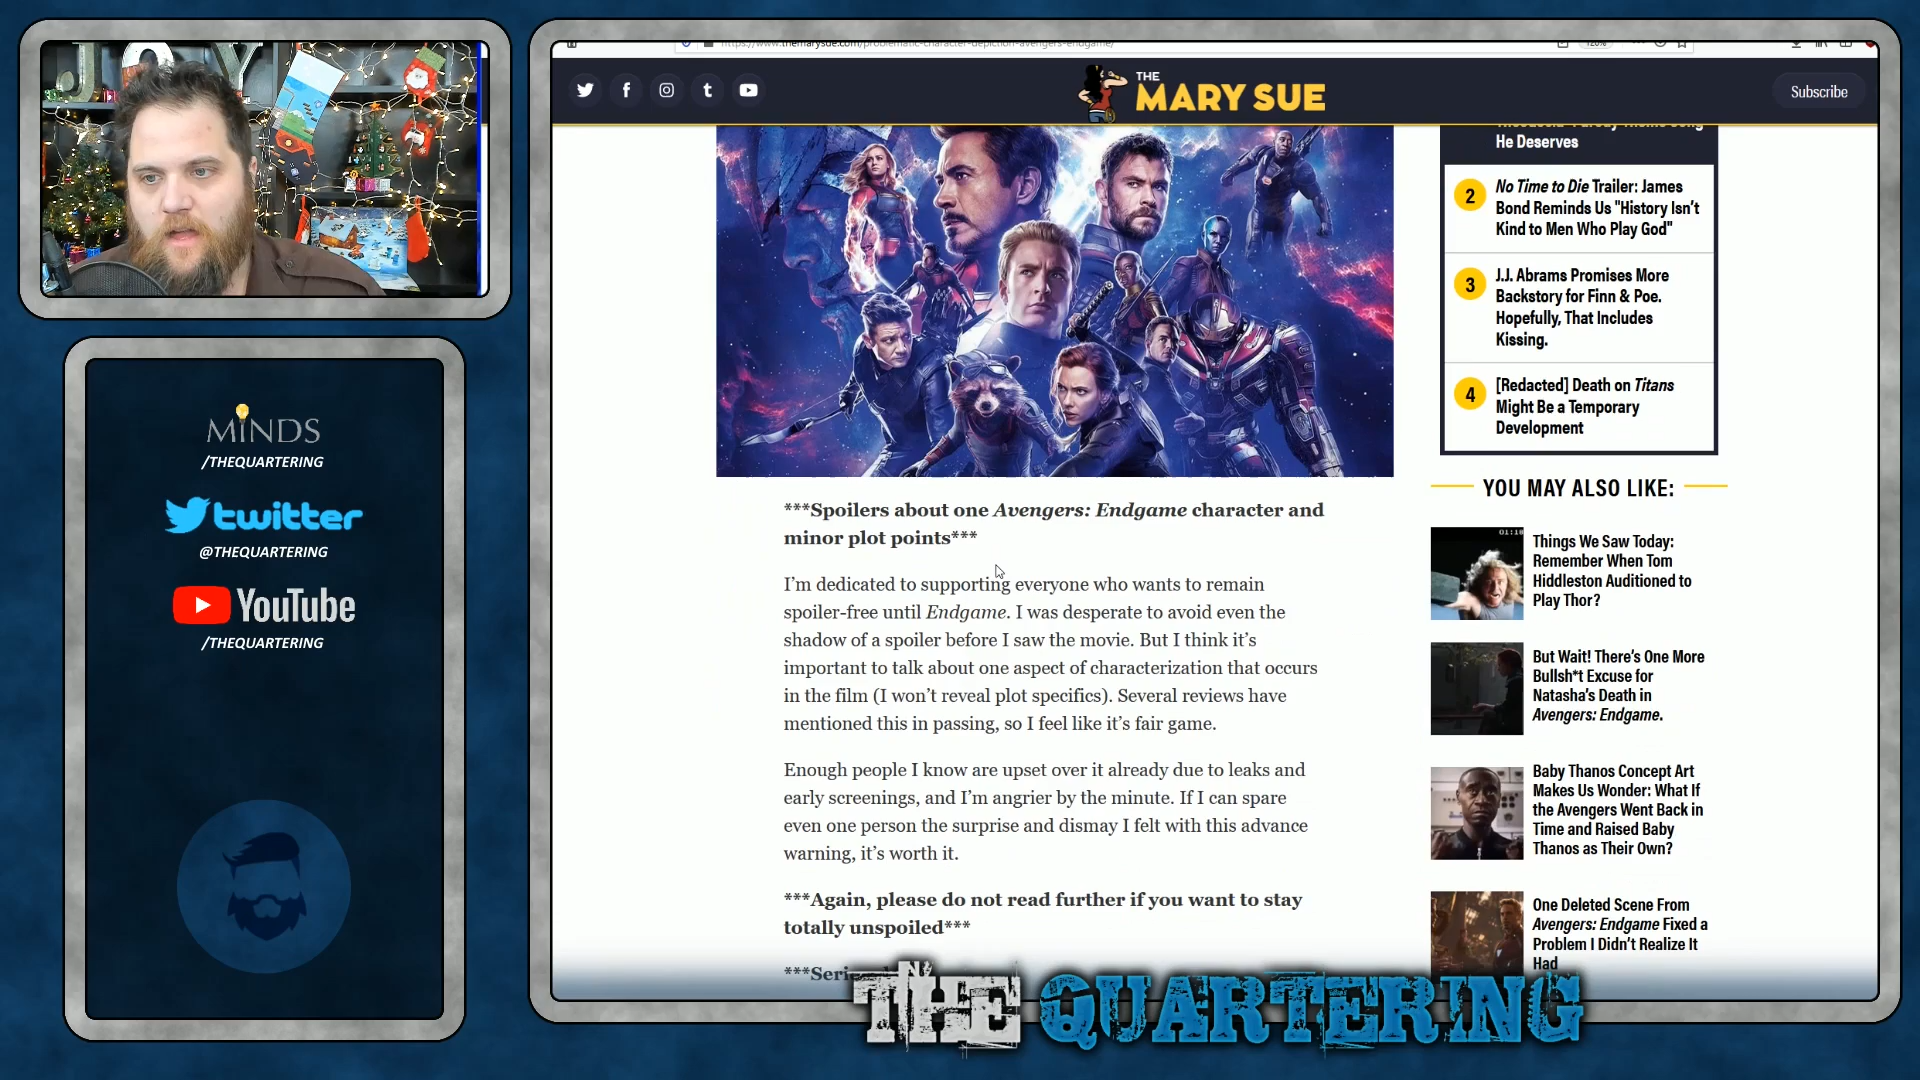 J O Y
MINDS
/THEQUARTERING
twitter
@THEQUARTERING
YouTube
/THEQUARTERING
https://www.themarysue.com/problematic-character-depiction-avengers-endgame/
120%
THE
MARY SUE
Subscribe
***Spoilers about one Avengers: Endgame character and
minor plot points***
I'm dedicated to supporting everyone who wants to remain
spoiler-free until Endgame. I was desperate to avoid even the
shadow of a spoiler before I saw the movie. But I think it's
important to talk about one aspect of characterization that occurs
in the film (I won't reveal plot specifics). Several reviews have
mentioned this in passing, so I feel like it's fair game.
Enough people I know are upset over it already due to leaks and
early screenings, and I'm angrier by the minute. If I can spare
even one person the surprise and dismay I felt with this advance
warning, it's worth it.
***Again, please do not read further if you want to stay
totally unspoiled***
He Deserves
2
No Time to Die Trailer: James
Bond Reminds Us "History Isn't
Kind to Men Who Play God"
3
J.J. Abrams Promises More
Backstory for Finn & Poe.
Hopefully, That Includes
Kissing.
4
[Redacted] Death on Titans
Might Be a Temporary
Development
YOU MAY ALSO LIKE:
Things We Saw Today:
Remember When Tom
Hiddleston Auditioned to
Play Thor?
But Wait! There's One More
Bullsh*t Excuse for
Natasha's Death in
Avengers: Endgame.
Baby Thanos Concept Art
Makes Us Wonder: What If
the Avengers Went Back in
Time and Raised Baby
Thanos as Their Own?
One Deleted Scene From
Avengers: Endgame Fixed a
Problem I Didn't Realize It
Had
THE QUARTERING